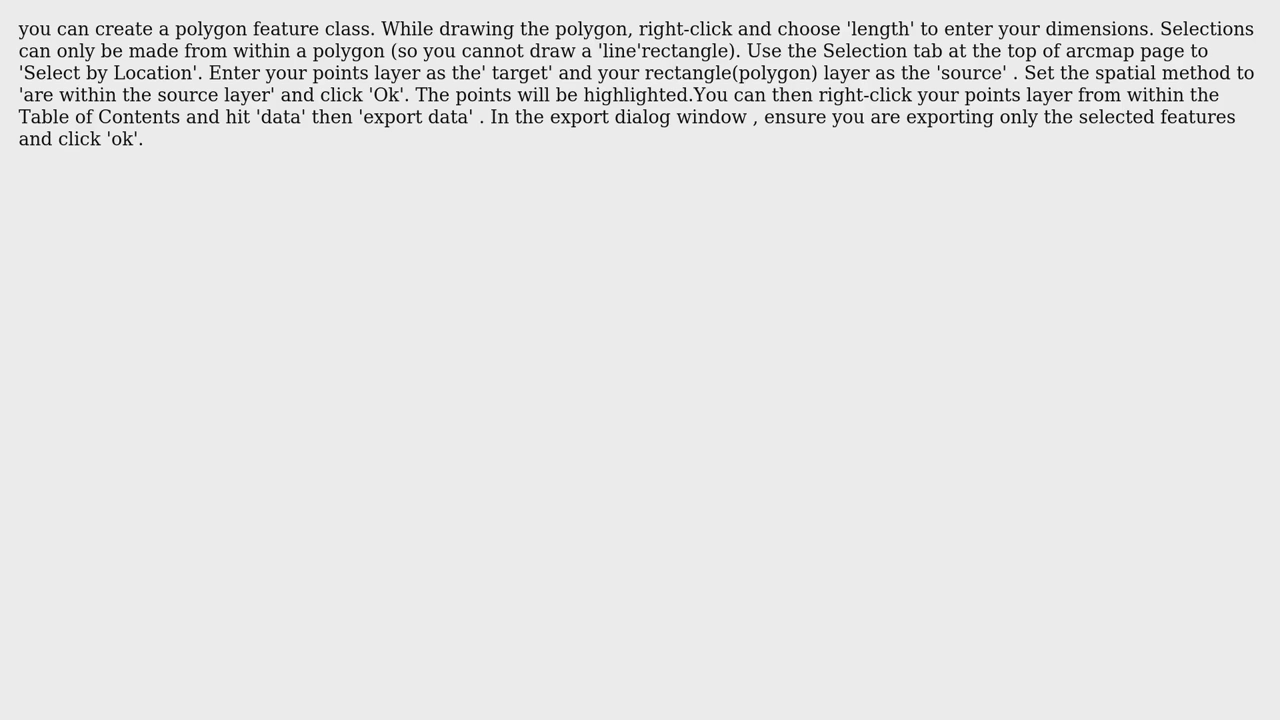 you can create a polygon feature class. While drawing the polygon, right-click and choose 'length' to enter your dimensions. Selections
can only be made from within a polygon (so you cannot draw a 'line'rectangle). Use the Selection tab at the top of arcmap page to
'Select by Location'. Enter your points layer as the' target' and your rectangle(polygon) layer as the 'source' . Set the spatial method to
'are within the source layer' and click 'Ok'. The points will be highlighted.You can then right-click your points layer from within the
Table of Contents and hit 'data' then 'export data' . In the export dialog window , ensure you are exporting only the selected features
and click 'ok'.